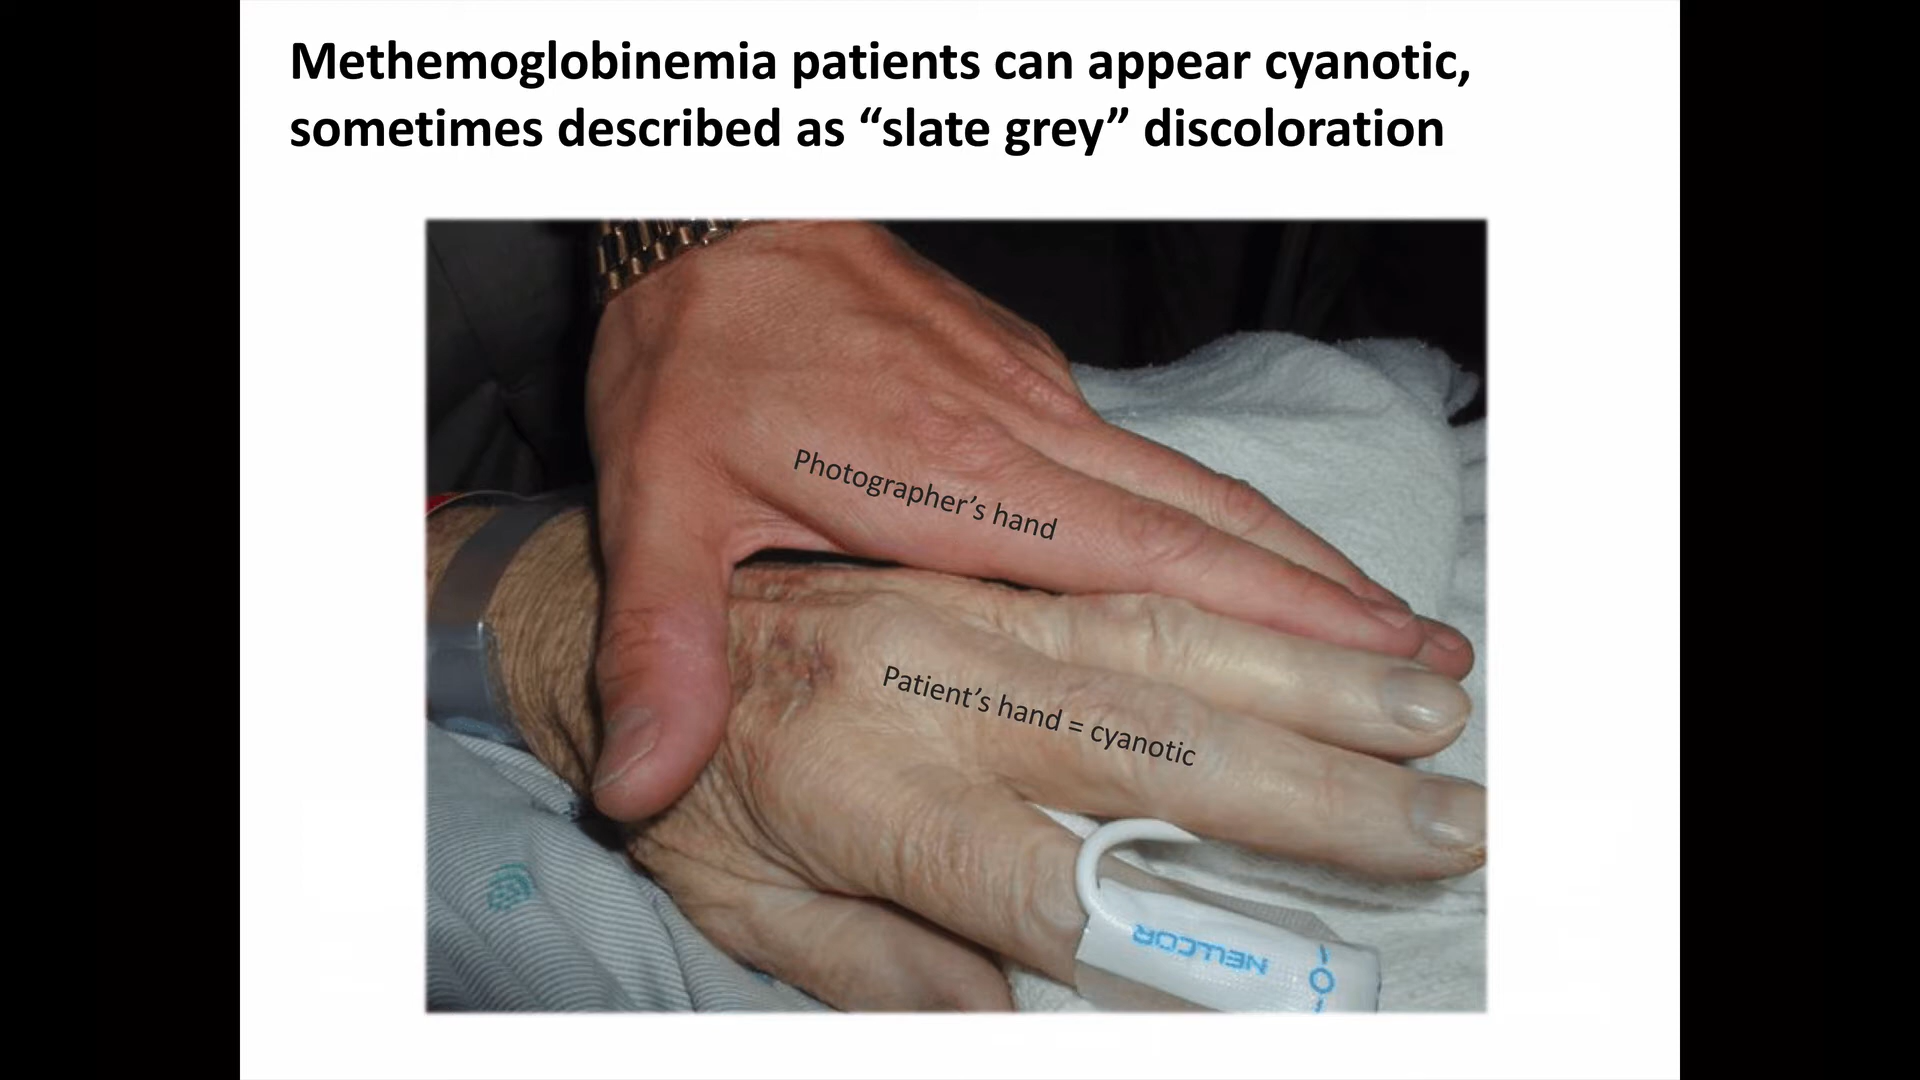 Methemoglobinemia patients can appear cyanotic,
sometimes described as “slate grey” discoloration
Photographer’s hand
Patient’s hand = cyanotic
NELLCOR